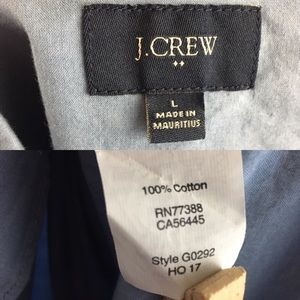 J.CREW
L
MADE IN
MAURITIUS
100% Cotton
RN77388
CA56445
Style G0292
HO 17